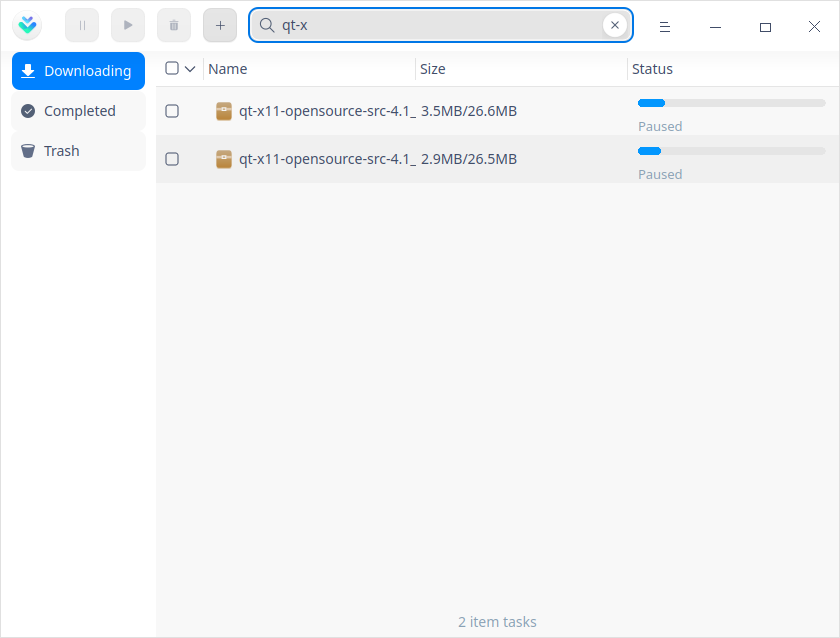 qt-x
Downloading
Completed
Trash
Name Size Status
qt-x11-opensource-src-4.1_ 3.5MB/26.6MB
Paused
qt-x11-opensource-src-4.1_ 2.9MB/26.5MB
Paused
2 item tasks